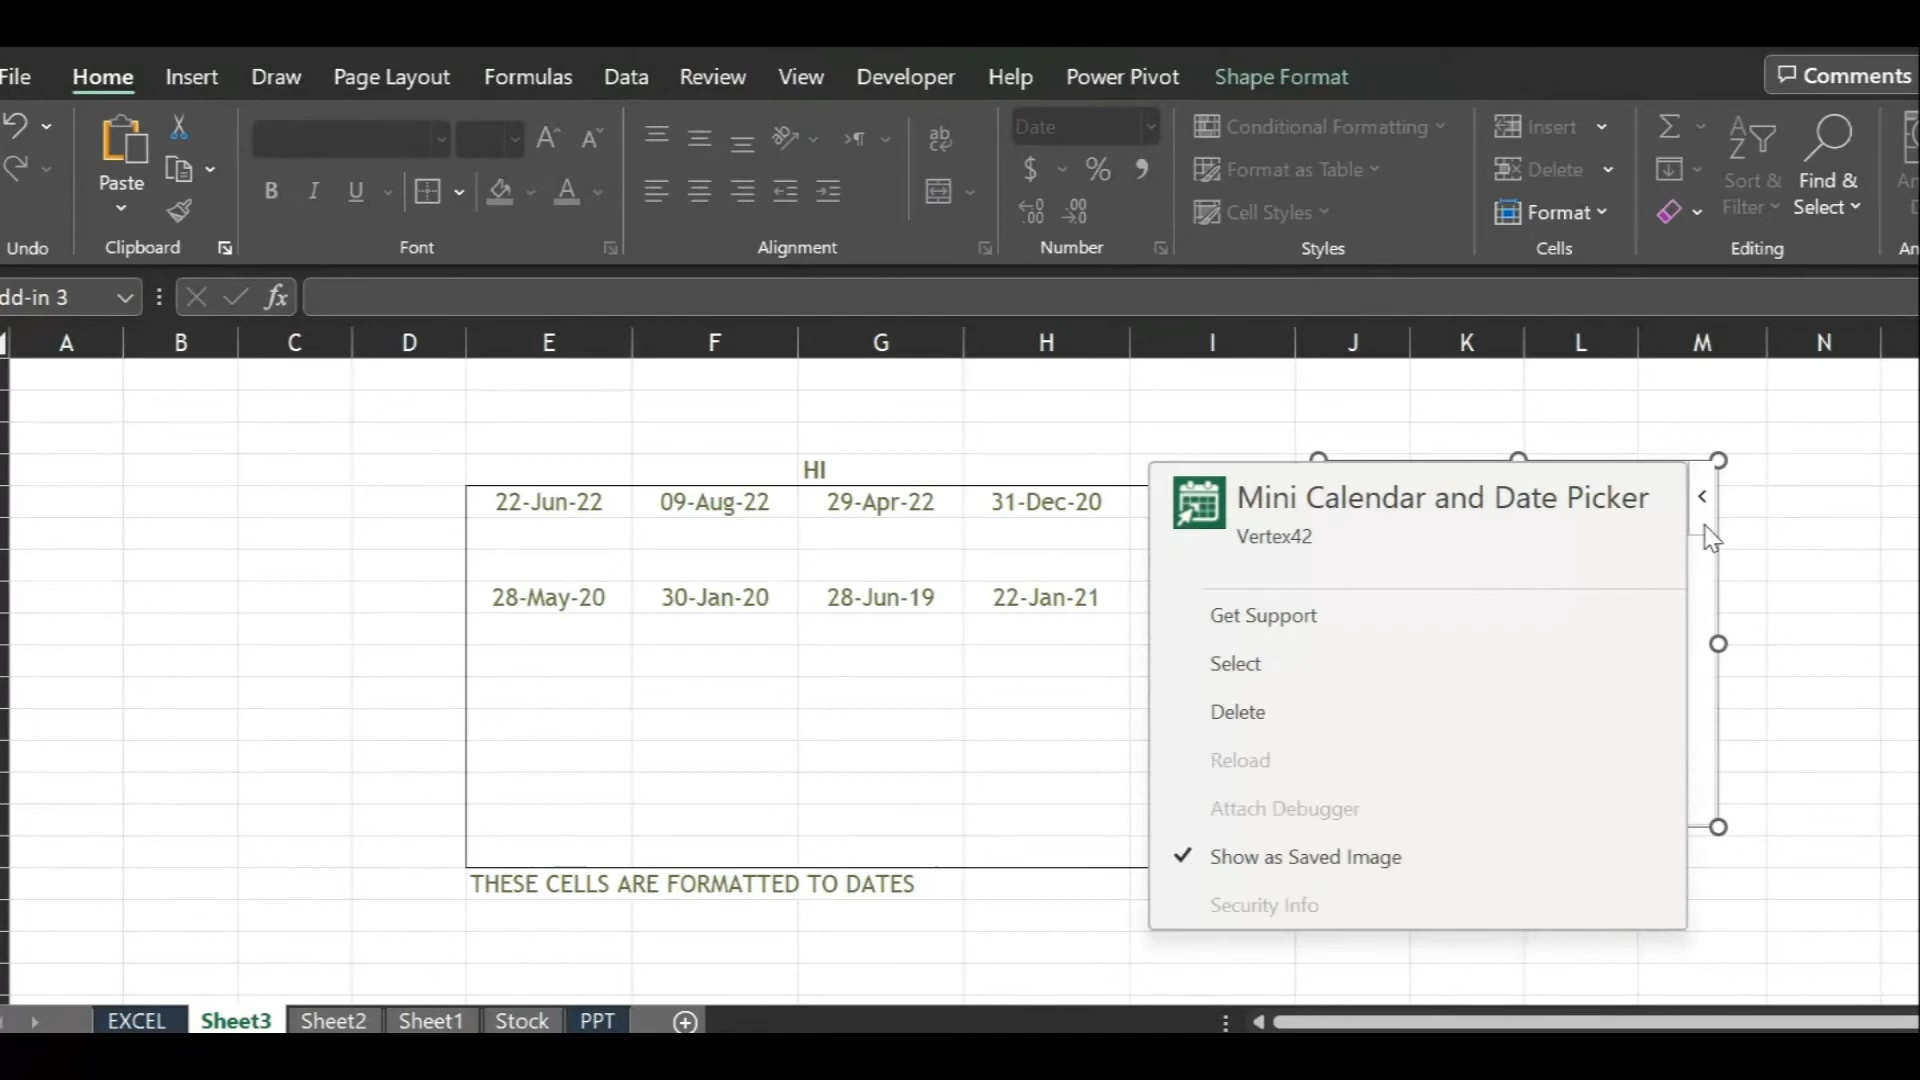 File Home Insert Draw Page Layout Formulas Data Review View Developer Help Power Pivot Shape Format Comments
Date Conditional Formatting Insert
Paste $ % Format as Table Delete Sort & Find &
B I U Cell Styles Format Filter Select
Undo Clipboard Font Alignment Number Styles Cells Editing
dd-in 3 fx
A B C D E F G H I J K L M N
HI
22-Jun-22 09-Aug-22 29-Apr-22 31-Dec-20
28-May-20 30-Jan-20 28-Jun-19 22-Jan-21
THESE CELLS ARE FORMATTED TO DATES
Mini Calendar and Date Picker
Vertex42
Get Support
Select
Delete
Reload
Attach Debugger
Show as Saved Image
Security Info
EXCEL Sheet3 Sheet2 Sheet1 Stock PPT